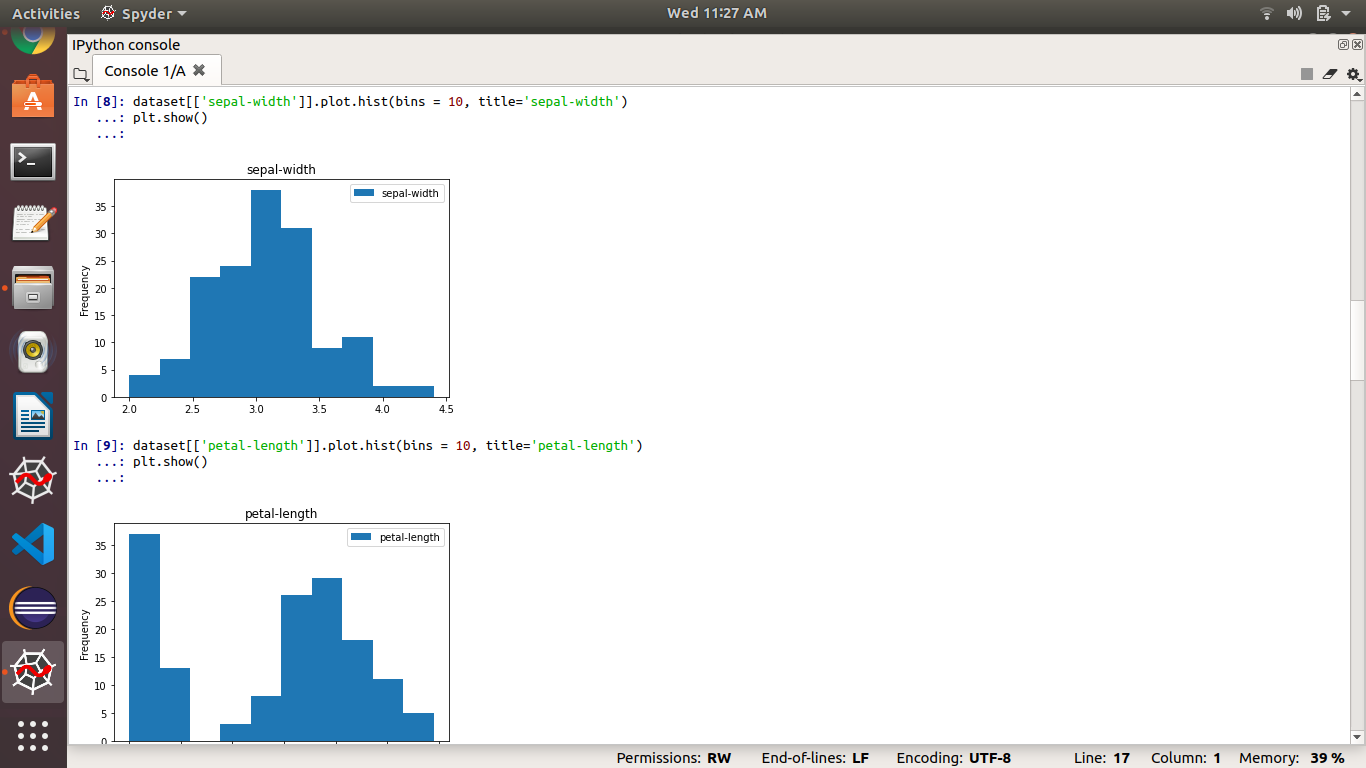 Activities Spyder Wed 11:27 AM
IPython console
Console 1/A
In [8]: dataset[['sepal-width']].plot.hist(bins = 10, title='sepal-width')
...: plt.show()
...:
sepal-width
sepal-width
35
30
25
20
15
10
5
0
Frequency
2.0 2.5 3.0 3.5 4.0 4.5
In [9]: dataset[['petal-length']].plot.hist(bins = 10, title='petal-length')
...: plt.show()
...:
petal-length
petal-length
35
30
25
20
15
10
5
0
Frequency
Permissions: RW End-of-lines: LF Encoding: UTF-8 Line: 17 Column: 1 Memory: 39 %